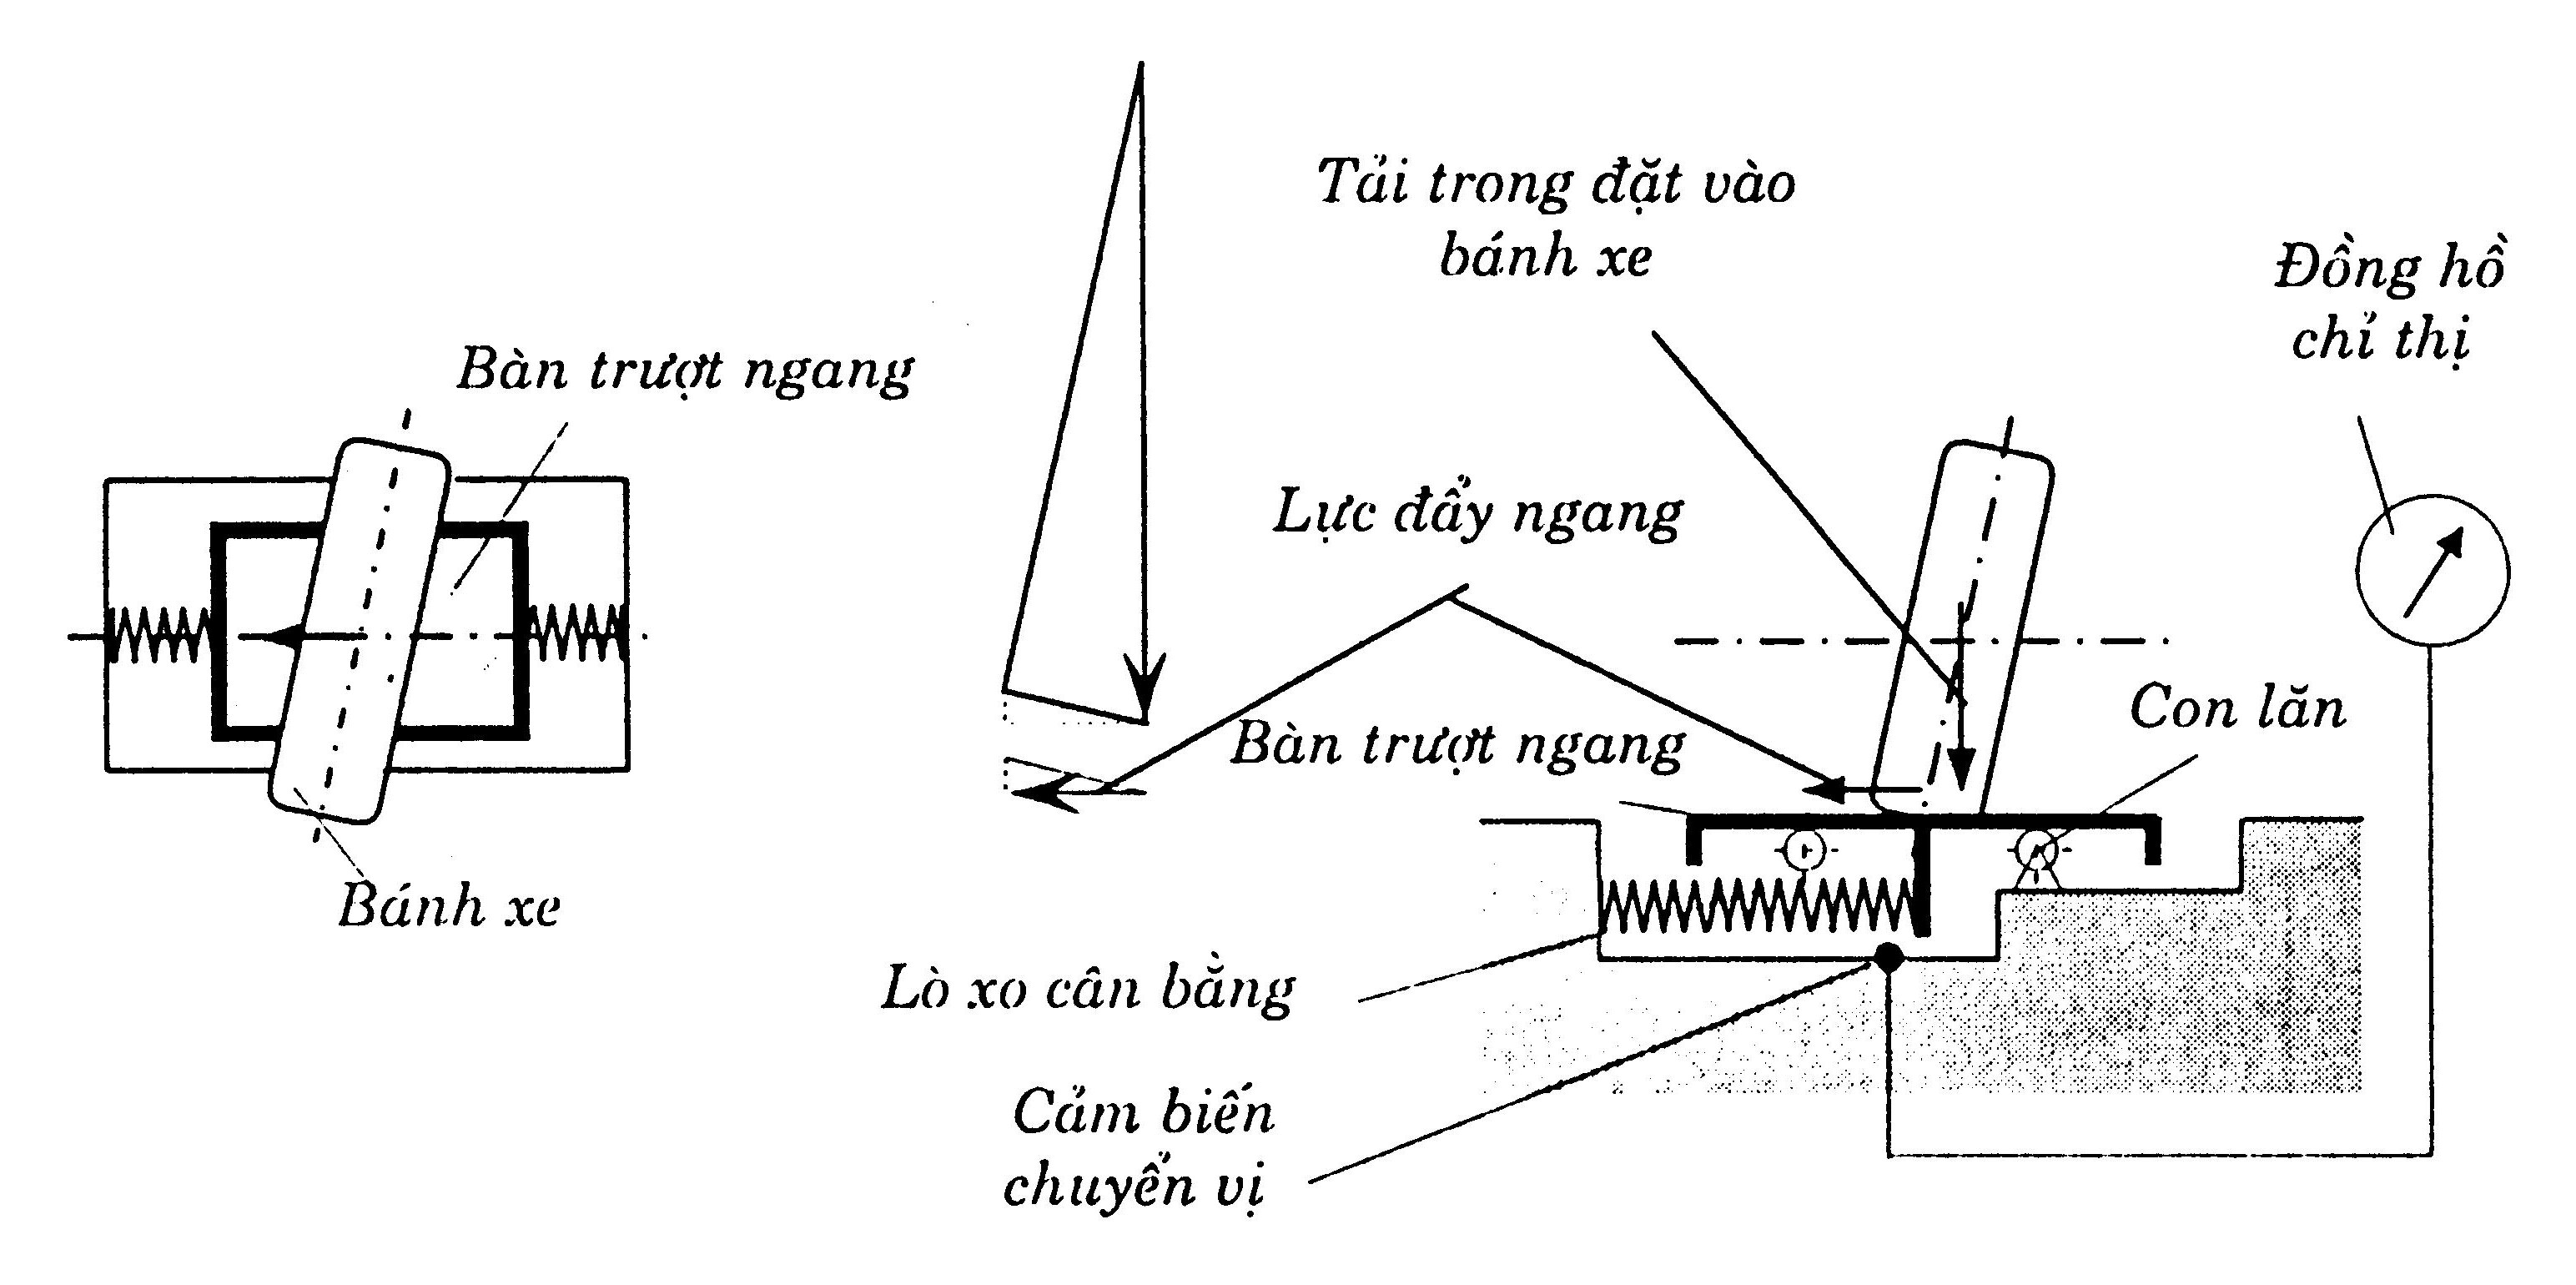 Tải trong đặt vào
bánh xe
Đồng hồ
chỉ thị
Bàn trượt ngang
Lực đẩy ngang
Bàn trượt ngang
Con lăn
Bánh xe
Lò xo cân bằng
Cảm biến
chuyển vị